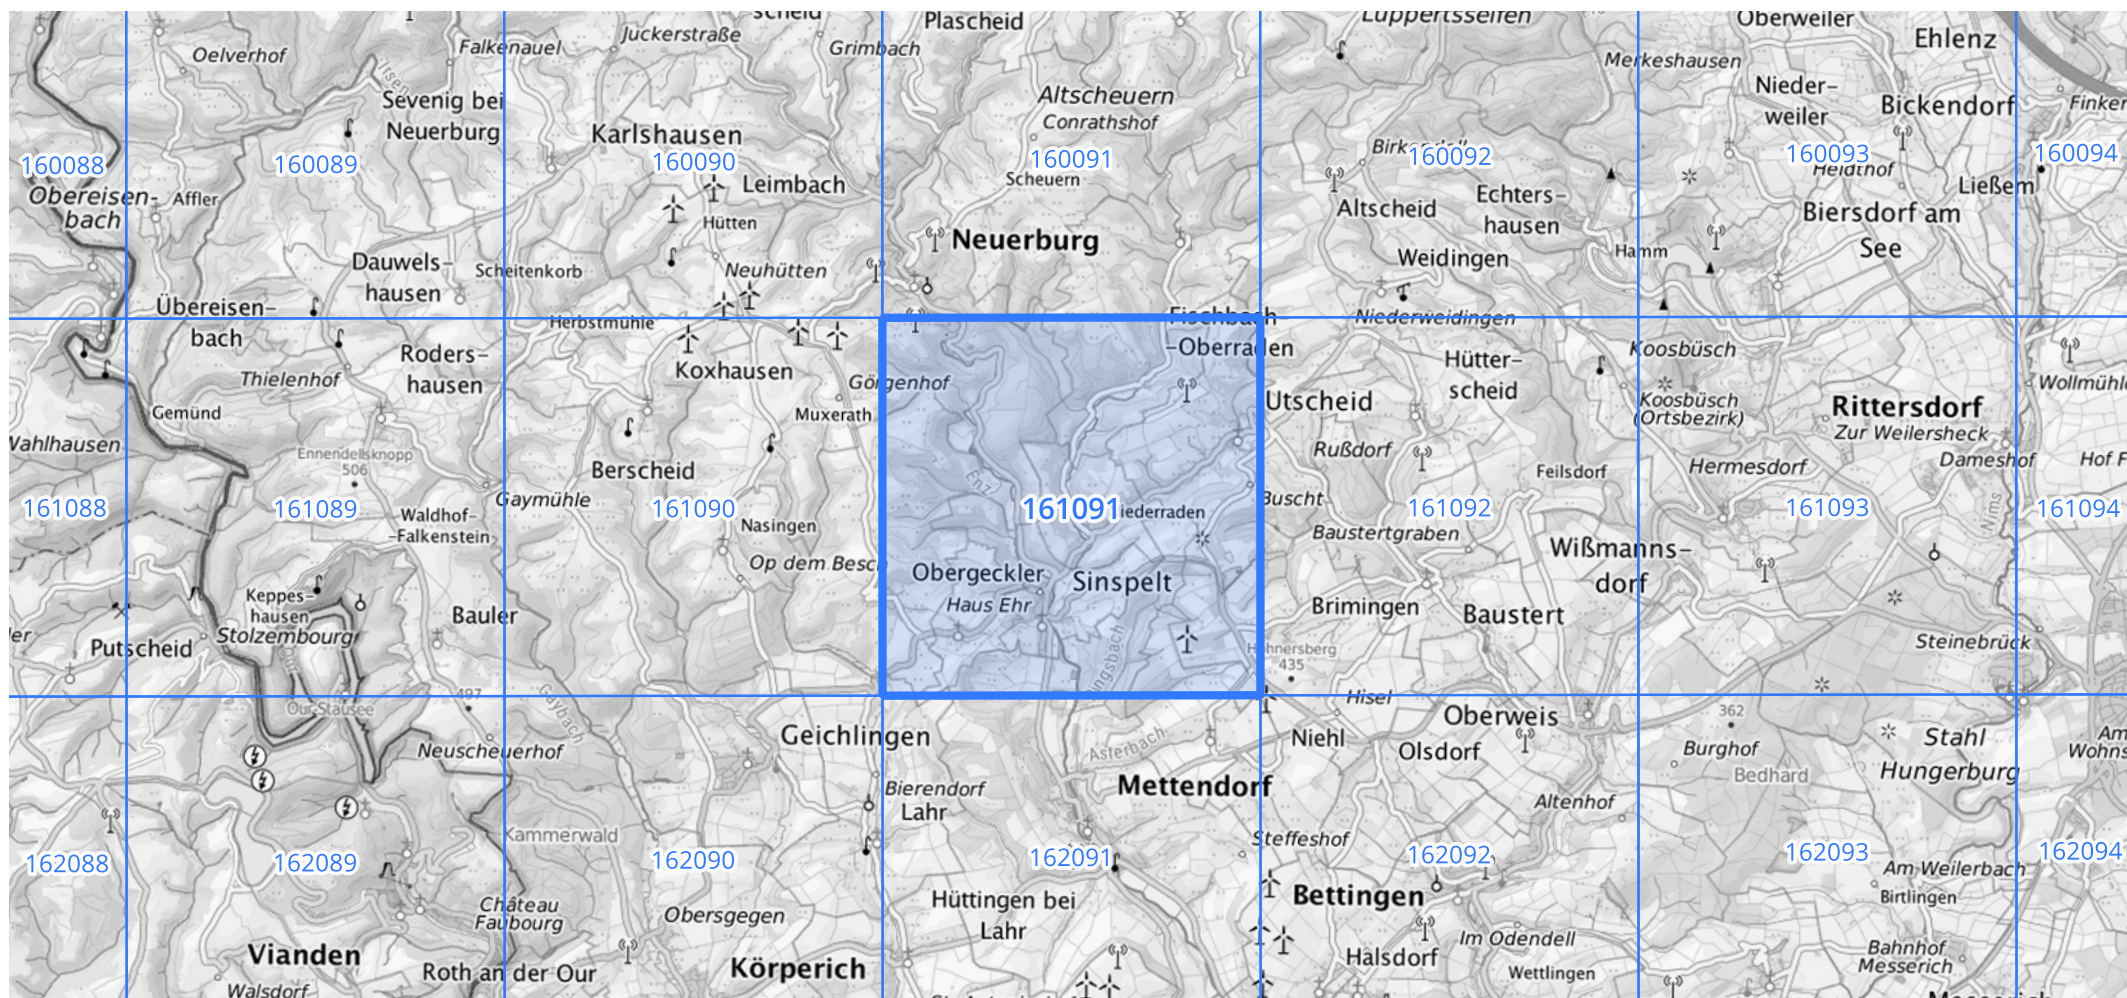 Plascheid
Luppertsseifen
Oberweiler
Ehlenz
Oelverhof
Falkenauel
Juckerstraße
Grimbach
Merkeshausen
Sevenig bei
Neuerburg
Altscheuern
Conrathshof
Nieder-
weiler
Bickendorf
Karlshausen
160088
160089
160090
160091
160092
160093
160094
Heidthof
Ließem
Obereisen-
bach
Affler
Leimbach
Scheuern
Echters-
hausen
Altscheid
Biersdorf am
See
Hütten
Neuerburg
Hamm
Weidingen
Dauwels-
hausen
Scheitenkorb
Neuhütten
Übereisen-
bach
Herbstmühle
Fischbach
-Oberraden
Niederweidingen
Koosbüsch
Thielenhof
Roders-
hausen
Koxhausen
Görgenhof
Hütter-
scheid
Gemünd
Muxerath
Utscheid
Koosbüsch
(Ortsbezirk)
Rittersdorf
Zur Weilersheck
Wahlhausen
Ennendellsknopp
506
Berscheid
Rußdorf
Feilsdorf
Hermesdorf
Dameshof
Enz
Gaymühle
Buscht
161088
161089
161090
161091
161092
161093
161094
Nims
Waldhof-
-Falkenstein
Nasingen
Baustertgraben
Wißmanns-
dorf
Op dem Besch
Obergeckler
Sinspelt
Haus Ehr
Keppes-
hausen
Bauler
Brimingen
Baustert
Putscheid
Stolzembourg
Steinebrück
435
497
Our-Stausee
Gaybach
Hisel
Oberweis
362
Geichlingen
Neuscheuerhof
Asterbach
Niehl
Olsdorf
Burghof
Bedhard
Stahl
Hungerburg
Bierendorf
Lahr
Mettendorf
Altenhof
Kammerwald
Steffeshof
162088
162089
162090
162091
162092
162093
162094
Am Weilerbach
Birtlingen
Château
Faubourg
Obersgegen
Hüttingen bei
Lahr
Bettingen
Im Odendell
Halsdorf
Wettlingen
Bahnhof
Messerich
Vianden
Roth an der Our
Körperich
Walsdorf